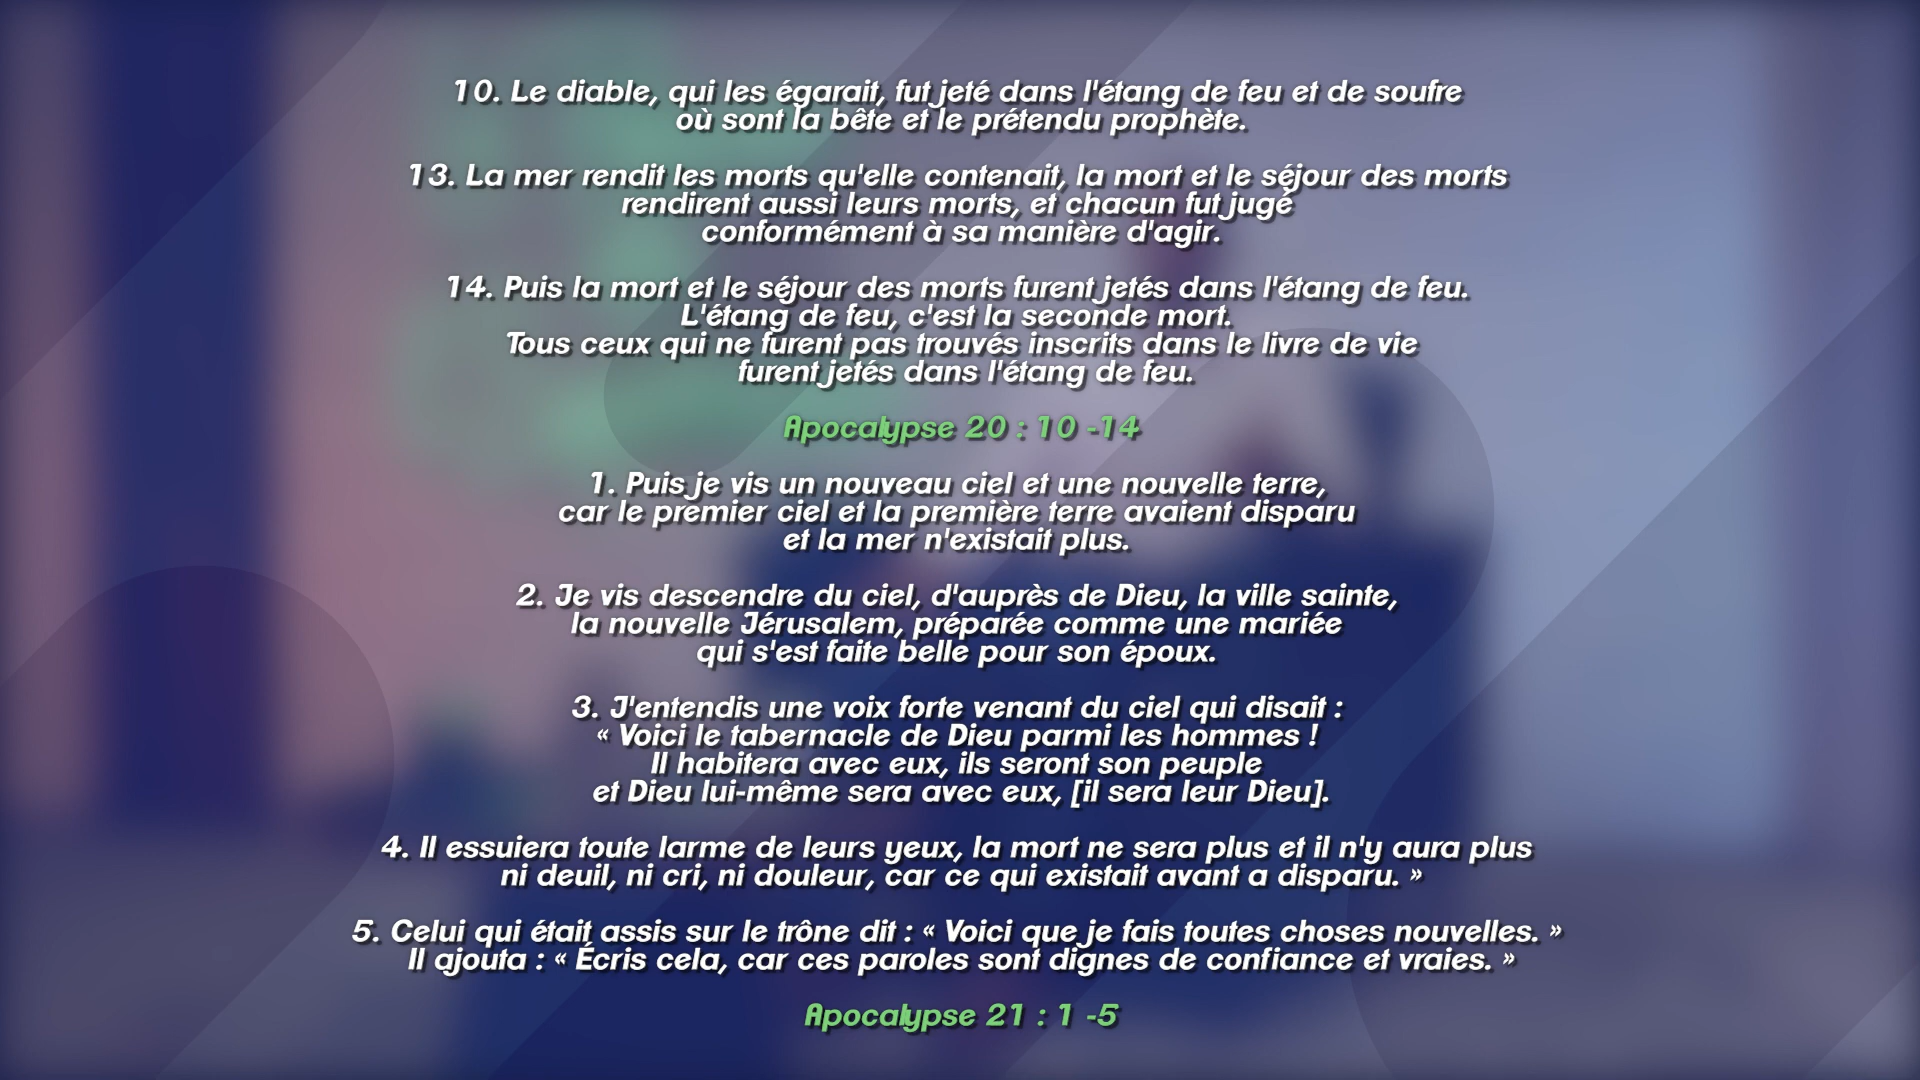 10. Le diable, qui les égarait, fut jeté dans l'étang de feu et de soufre
où sont la bête et le prétendu prophète.
13. La mer rendit les morts qu'elle contenait, la mort et le séjour des morts
rendirent aussi leurs morts, et chacun fut jugé
conformément à sa manière d'agir.
14. Puis la mort et le séjour des morts furent jetés dans l'étang de feu.
L'étang de feu, c'est la seconde mort.
Tous ceux qui ne furent pas trouvés inscrits dans le livre de vie
furent jetés dans l'étang de feu.
Apocalypse 20 : 10 -14
1. Puis je vis un nouveau ciel et une nouvelle terre,
car le premier ciel et la première terre avaient disparu
et la mer n'existait plus.
2. Je vis descendre du ciel, d'auprès de Dieu, la ville sainte,
la nouvelle Jérusalem, préparée comme une mariée
qui s'est faite belle pour son époux.
3. J'entendis une voix forte venant du ciel qui disait :
« Voici le tabernacle de Dieu parmi les hommes !
Il habitera avec eux, ils seront son peuple
et Dieu lui-même sera avec eux, [il sera leur Dieu].
4. Il essuiera toute larme de leurs yeux, la mort ne sera plus et il n'y aura plus
ni deuil, ni cri, ni douleur, car ce qui existait avant a disparu. »
5. Celui qui était assis sur le trône dit : « Voici que je fais toutes choses nouvelles. »
Il ajouta : « Écris cela, car ces paroles sont dignes de confiance et vraies. »
Apocalypse 21 : 1 -5